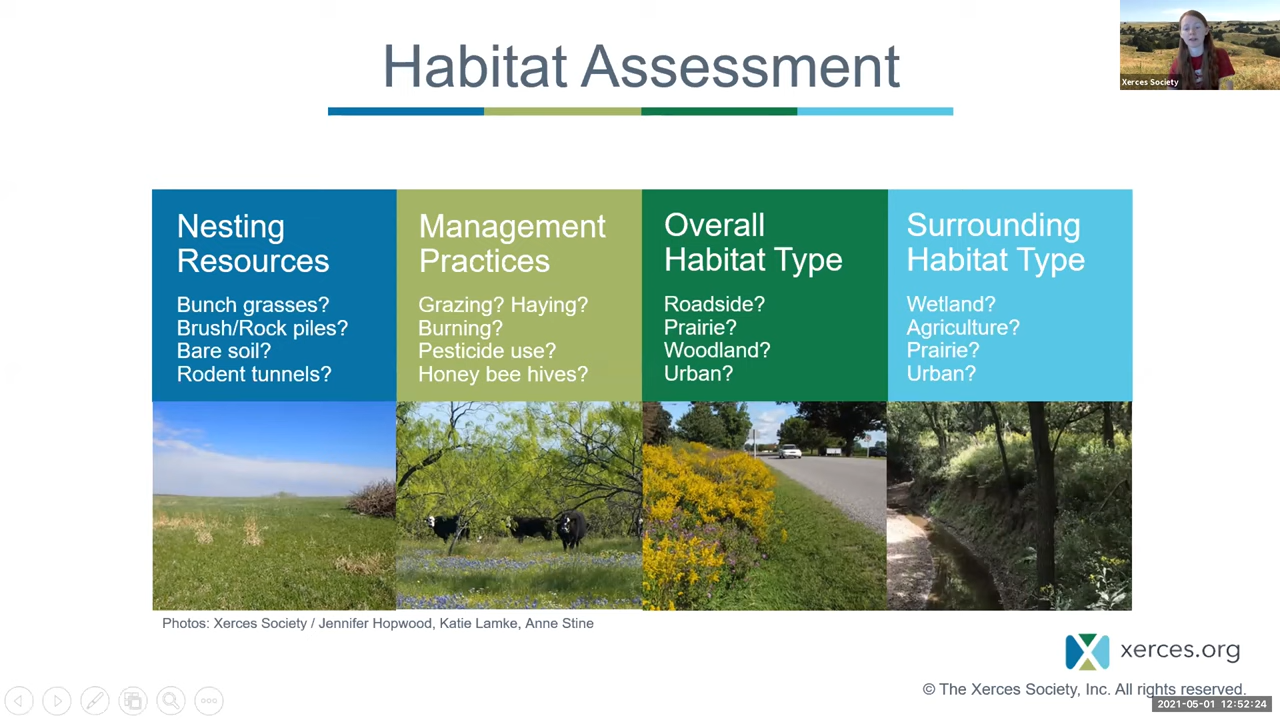 Habitat Assessment
Xerces Society
Nesting
Resources
Bunch grasses?
Brush/Rock piles?
Bare soil?
Rodent tunnels?
Management
Practices
Grazing? Haying?
Burning?
Pesticide use?
Honey bee hives?
Overall
Habitat Type
Roadside?
Prairie?
Woodland?
Urban?
Surrounding
Habitat Type
Wetland?
Agriculture?
Prairie?
Urban?
Photos: Xerces Society / Jennifer Hopwood, Katie Lamke, Anne Stine
xerces.org
© The Xerces Society, Inc. All rights reserved.
2021-05-01 12:52:24